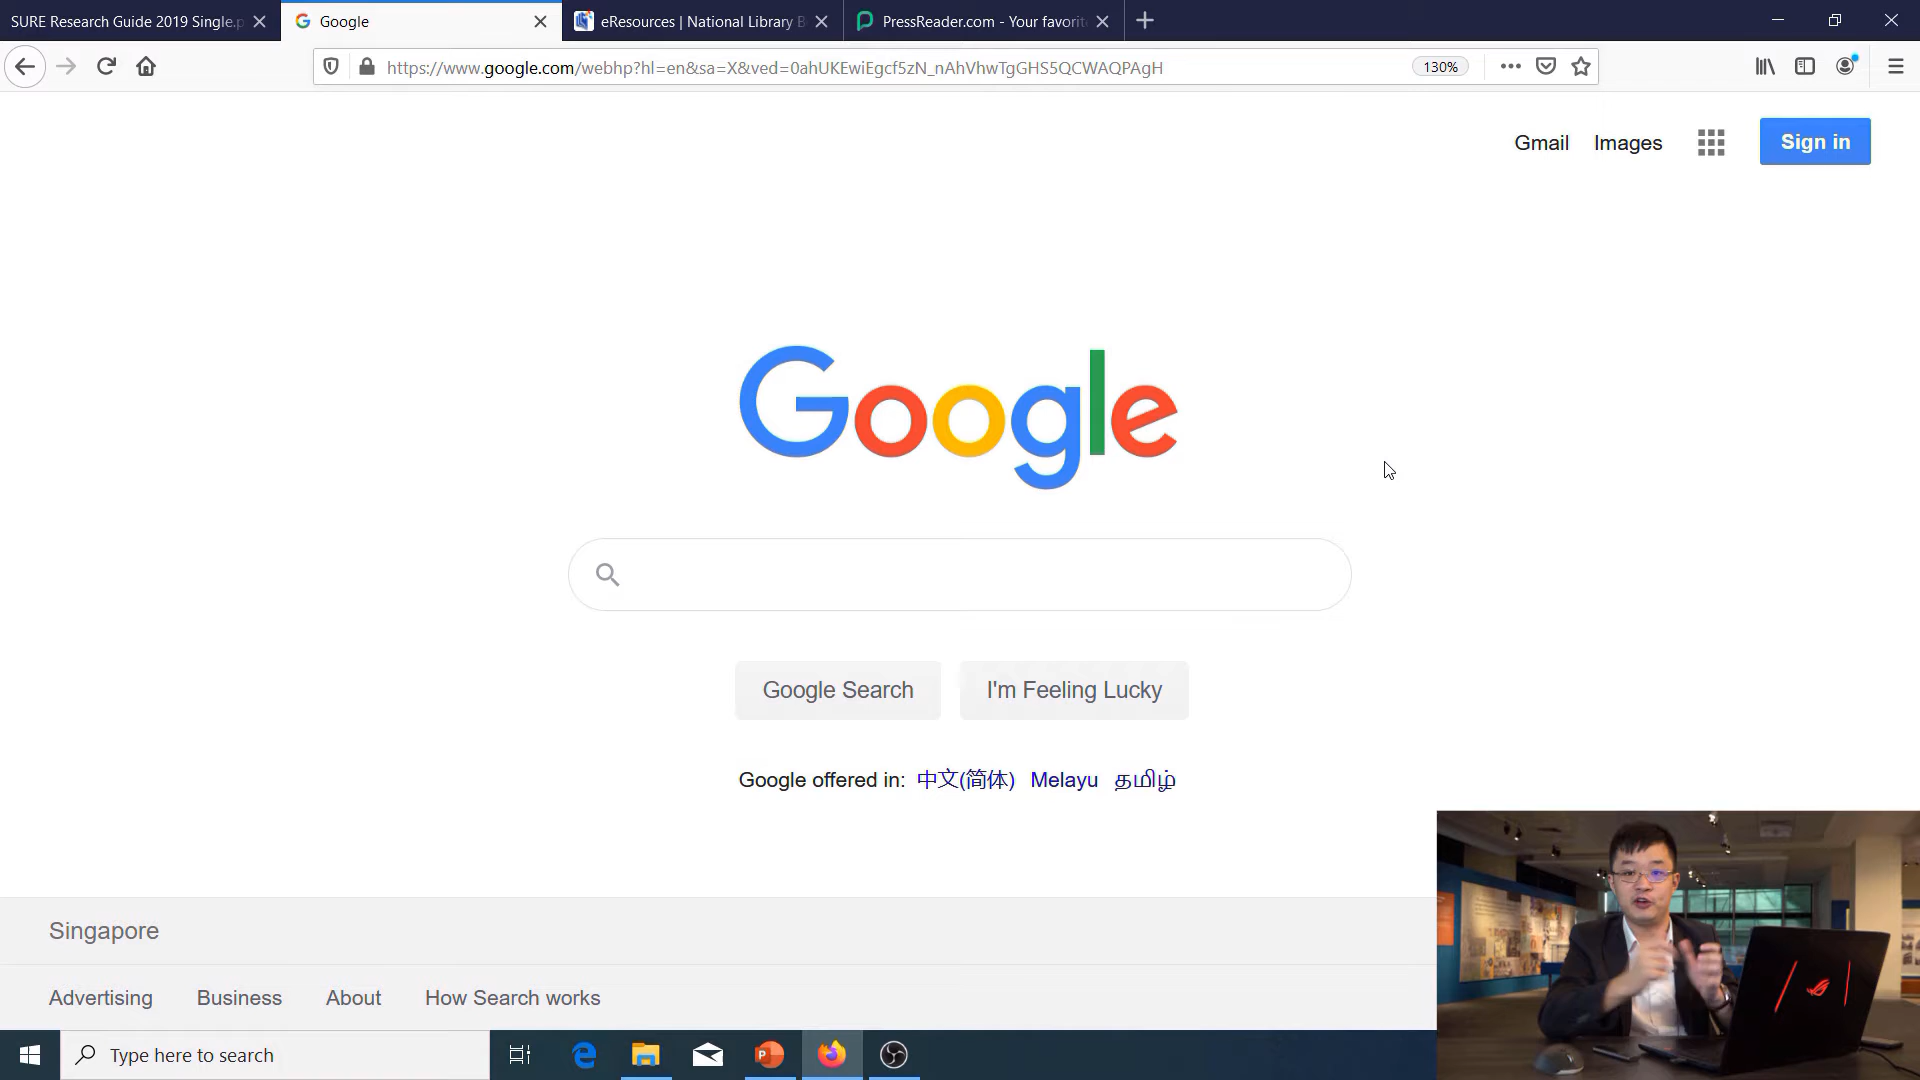 SURE Research Guide 2019 Single.p
Google
eResources | National Library B
PressReader.com - Your favorit
https://www.google.com/webhp?hl=en&sa=X&ved=0ahUKEwiEgcf5zN_nAhVhwTgGHS5QCWAQPAgH
130%
Gmail
Images
Sign in
Google
Google Search
I'm Feeling Lucky
Google offered in: 中文(简体) Melayu தமிழ்
Singapore
Advertising
Business
About
How Search works
Type here to search